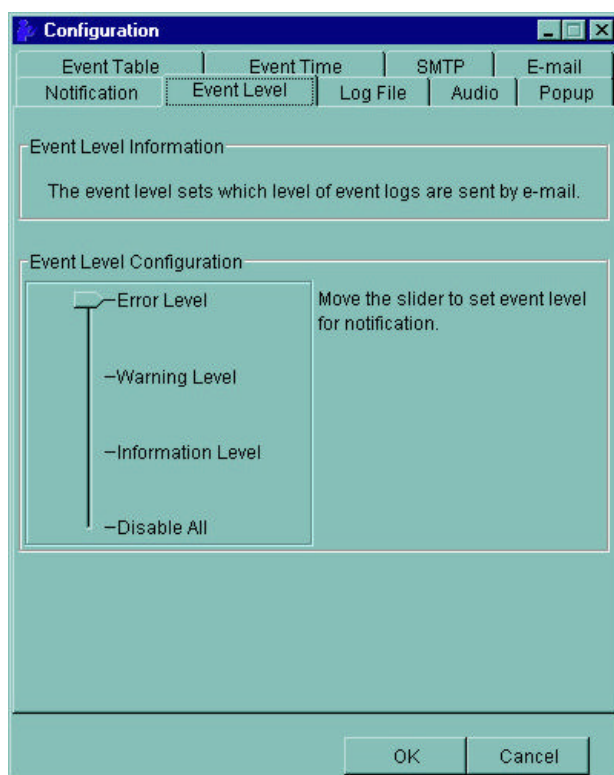 Configuration
Event Table
Event Time
SMTP
E-mail
Notification
Event Level
Log File
Audio
Popup
Event Level Information
The event level sets which level of event logs are sent by e-mail.
Event Level Configuration
Error Level
Warning Level
Information Level
Disable All
Move the slider to set event level
for notification.
OK
Cancel